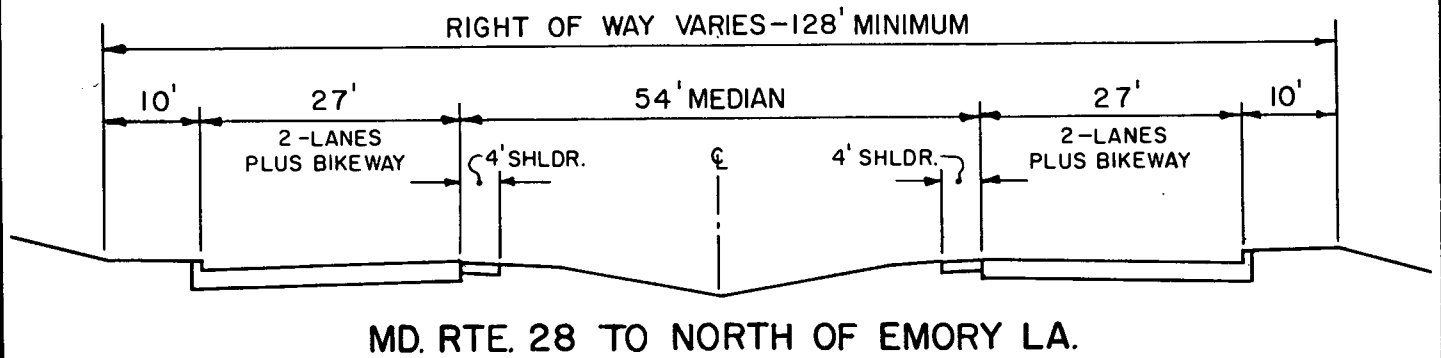 RIGHT OF WAY VARIES-128' MINIMUM
10' 27' 54' MEDIAN 27' 10'
2-LANES PLUS BIKEWAY
4' SHLDR.
℄
4' SHLDR.
2-LANES PLUS BIKEWAY
MD. RTE. 28 TO NORTH OF EMORY LA.